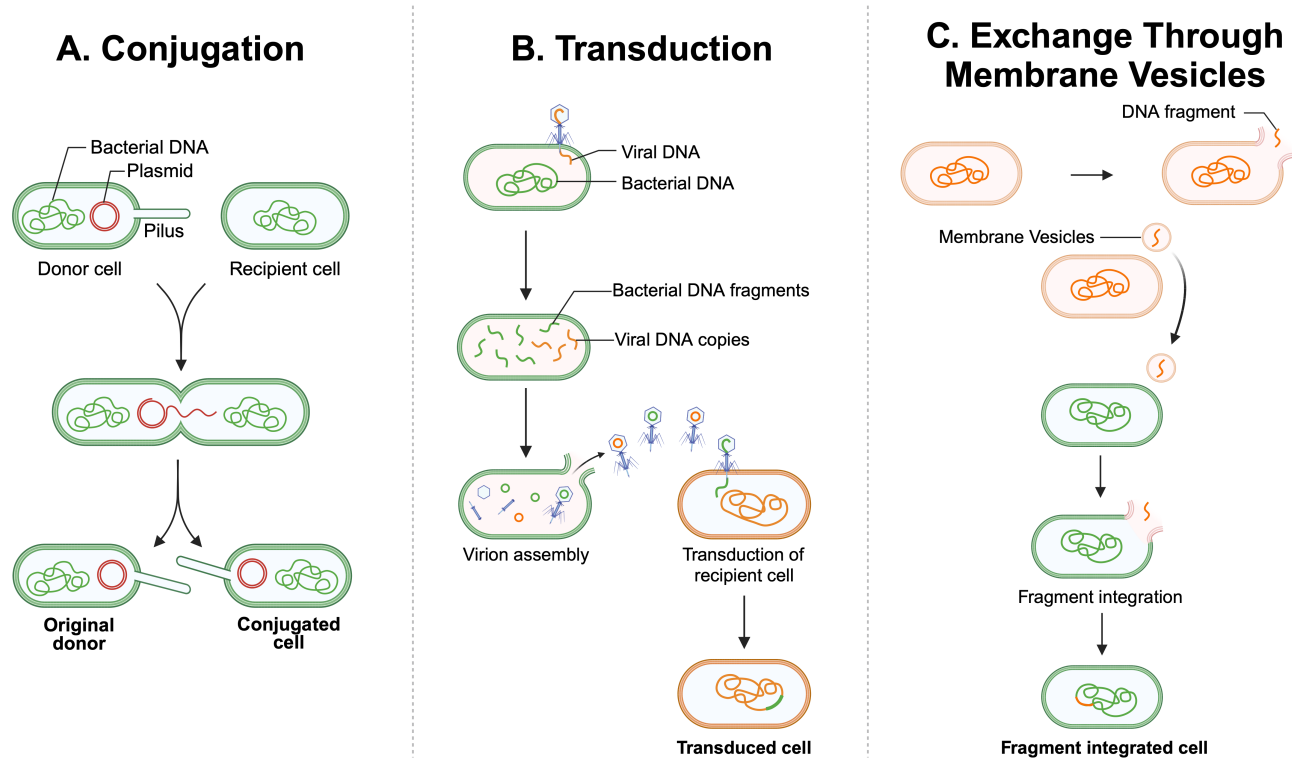 A. Conjugation
Bacterial DNA
Plasmid
Pilus
Donor cell
Recipient cell
Original
donor
Conjugated
cell
B. Transduction
Viral DNA
Bacterial DNA
Bacterial DNA fragments
Viral DNA copies
Virion assembly
Transduction of
recipient cell
Transduced cell
C. Exchange Through
Membrane Vesicles
DNA fragment
Membrane Vesicles
Fragment integration
Fragment integrated cell